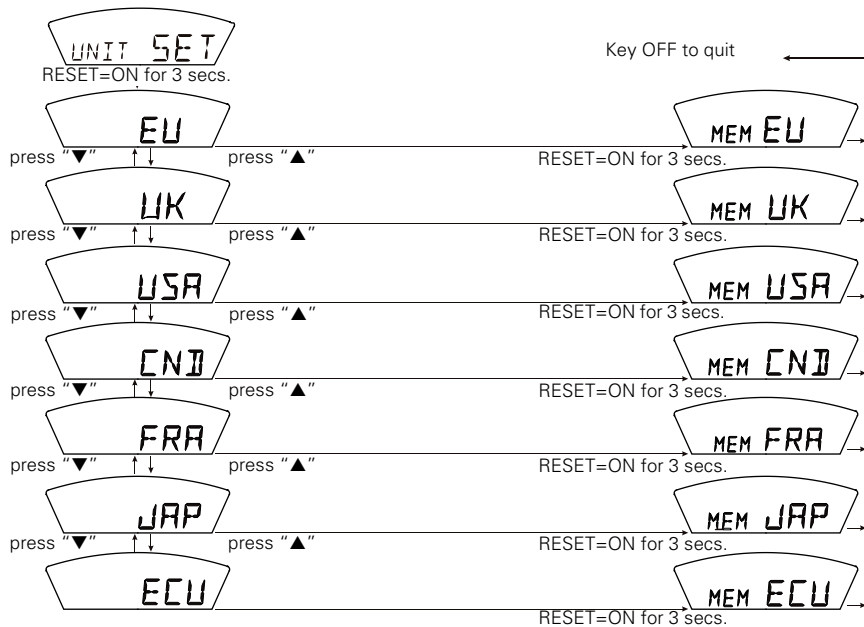 UNIT SET
RESET=ON for 3 secs.
Key OFF to quit
EU
MEM EU
press “▼”
press “▲”
RESET=ON for 3 secs.
UK
MEM UK
press “▼”
press “▲”
RESET=ON for 3 secs.
USA
MEM USA
press “▼”
press “▲”
RESET=ON for 3 secs.
CND
MEM CND
press “▼”
press “▲”
RESET=ON for 3 secs.
FRA
MEM FRA
press “▼”
press “▲”
RESET=ON for 3 secs.
JAP
MEM JAP
press “▼”
press “▲”
RESET=ON for 3 secs.
ECU
MEM ECU
RESET=ON for 3 secs.